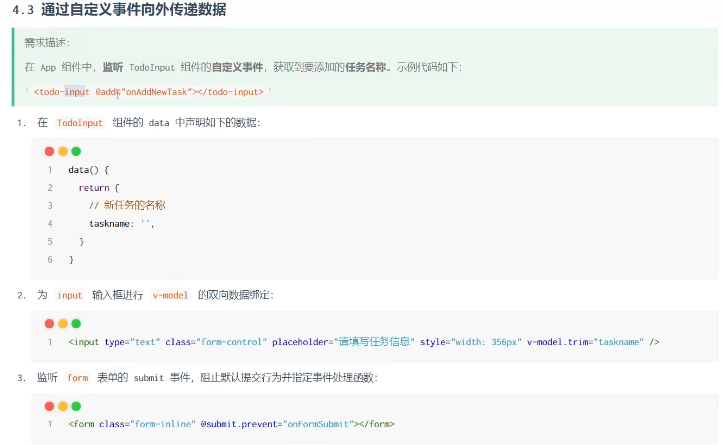 4.3 通过自定义事件向外传递数据
需求描述：
在 App 组件中，监听 TodoInput 组件的自定义事件，获取到要添加的任务名称。示例代码如下：
` <todo-input @add="onAddNewTask"></todo-input> `
1. 在 TodoInput 组件的 data 中声明如下的数据：
1 data() {
2 return {
3 // 新任务的名称
4 taskname: '',
5 }
6 }
2. 为 input 输入框进行 v-model 的双向数据绑定：
1 <input type="text" class="form-control" placeholder="请填写任务信息" style="width: 356px" v-model.trim="taskname" />
3. 监听 form 表单的 submit 事件，阻止默认提交行为并指定事件处理函数：
1 <form class="form-inline" @submit.prevent="onFormSubmit"></form>